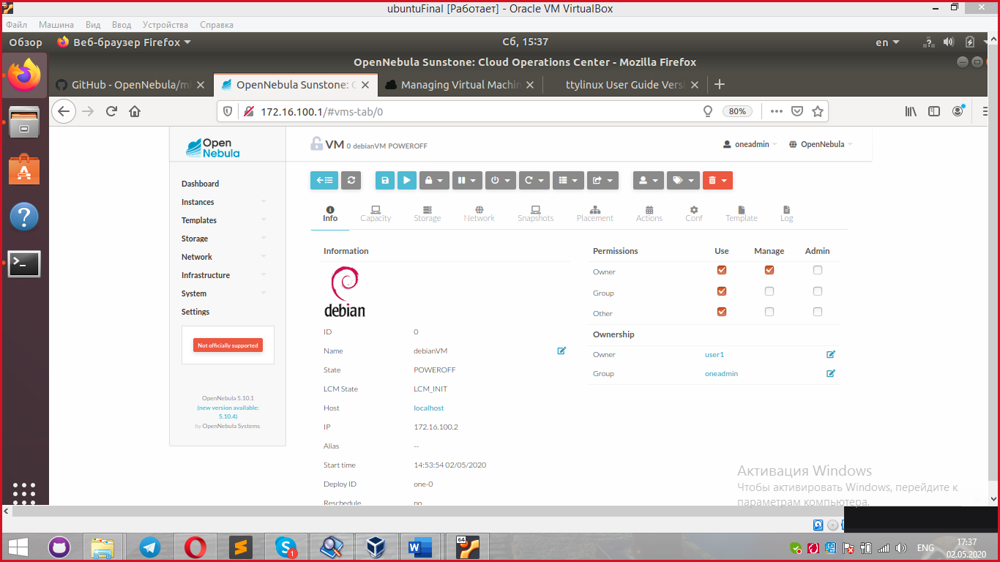 ubuntuFinal [Работает] - Oracle VM VirtualBox
Файл Машина Вид Ввод Устройства Справка
Обзор Веб-браузер Firefox Сб, 15:37 en
OpenNebula Sunstone: Cloud Operations Center - Mozilla Firefox
GitHub - OpenNebula/mi OpenNebula Sunstone: C Managing Virtual Machin ttylinux User Guide Versi
172.16.100.1/#vms-tab/0 80%
Open Nebula
VM 0 debianVM POWEROFF oneadmin OpenNebula
Dashboard
Instances
Templates
Storage
Network
Infrastructure
System
Settings
Not officially supported
OpenNebula 5.10.1
(new version available:
5.10.4)
by OpenNebula Systems.
Info Capacity Storage Network Snapshots Placement Actions Conf Template Log
Information
debian
ID 0
Name debianVM
State POWEROFF
LCM State LCM_INIT
Host localhost
IP 172.16.100.2
Alias --
Start time 14:53:54 02/05/2020
Deploy ID one-0
Reschedule no
Permissions Use Manage Admin
Owner
Group
Other
Ownership
Owner user1
Group oneadmin
Активация Windows
Чтобы активировать Windows, перейдите к
параметрам компьютера.
64
1
ENG
17:37
02.05.2020